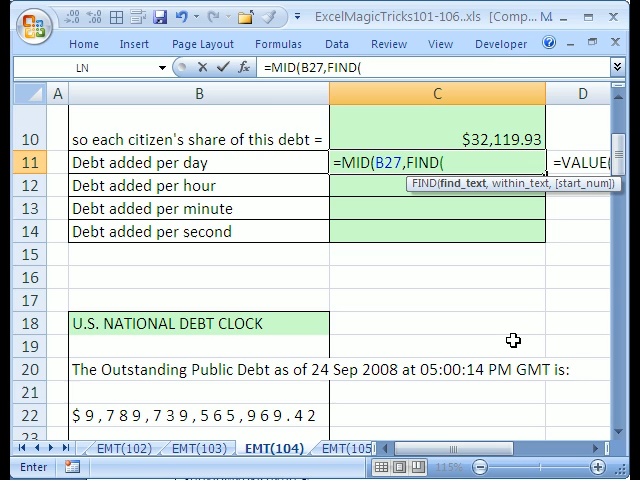 ExcelMagicTricks101-106..xls [Comp... M...
Home Insert Page Layout Formulas Data Review View Developer
LN =MID(B27,FIND(
A B C D
10 so each citizen's share of this debt = $32,119.93
11 Debt added per day =MID(B27,FIND( =VALUE(
FIND(find_text, within_text, [start_num])
12 Debt added per hour
13 Debt added per minute
14 Debt added per second
15
16
17
18 U.S. NATIONAL DEBT CLOCK
19
20 The Outstanding Public Debt as of 24 Sep 2008 at 05:00:14 PM GMT is:
21
22 $ 9 , 7 8 9 , 7 3 9 , 5 6 5 , 9 6 9 . 4 2
23
EMT(102) EMT(103) EMT(104) EMT(105
Enter 115%